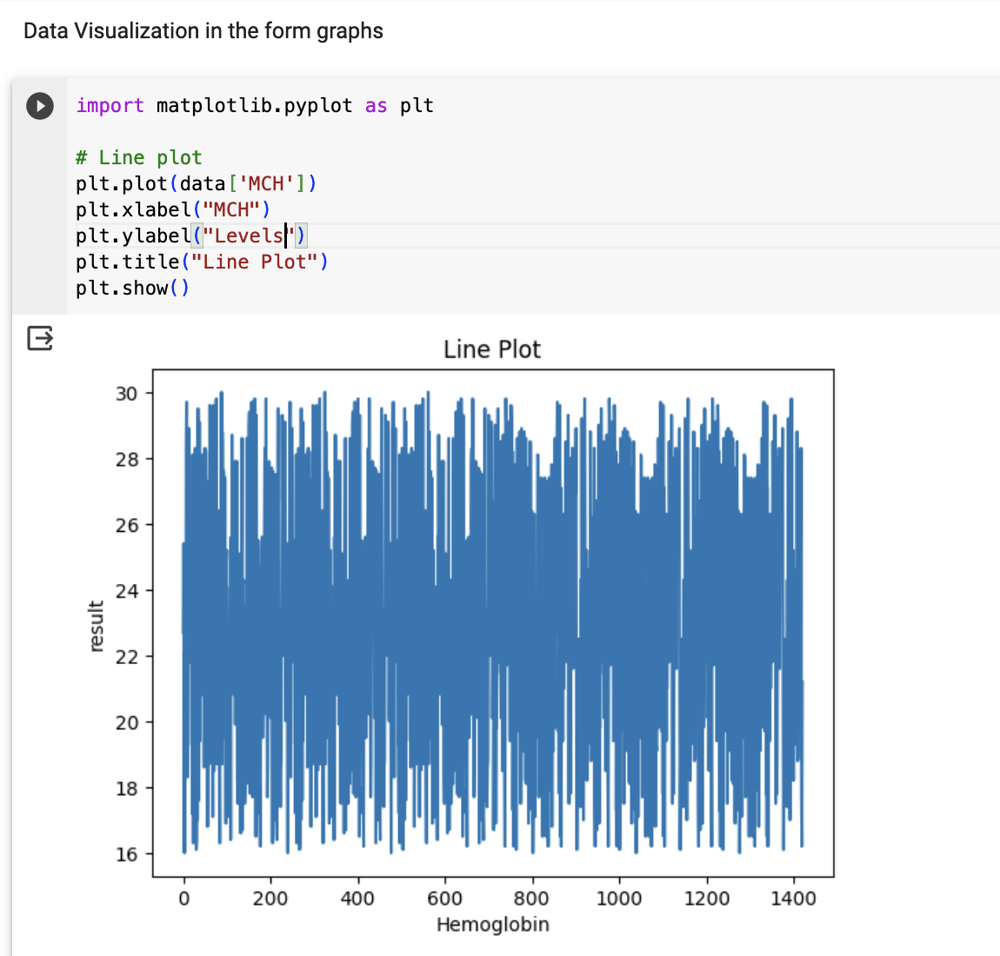 Data Visualization in the form graphs
import matplotlib.pyplot as plt
# Line plot
plt.plot(data['MCH'])
plt.xlabel("MCH")
plt.ylabel("Levels")
plt.title("Line Plot")
plt.show()
Line Plot
30
28
26
24
22
20
18
16
result
0 200 400 600 800 1000 1200 1400
Hemoglobin